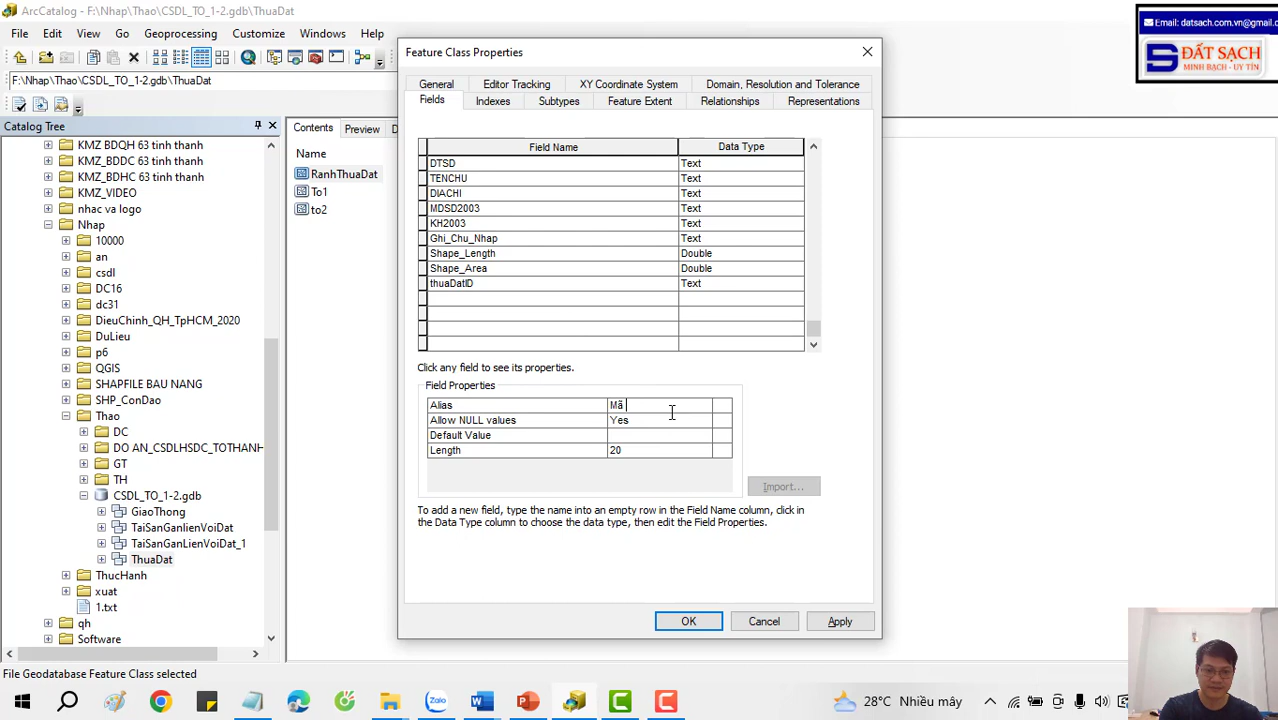 ArcCatalog - F:\Nhap\Thao\CSDL_TO_1-2.gdb\ThuaDat
Email: datsach.com.vn@gmail.c
ĐẤT SẠCH
MINH BẠCH - UY TÍN
File Edit View Go Geoprocessing Customize Windows Help
F:\Nhap\Thao\CSDL_TO_1-2.gdb\ThuaDat
Catalog Tree
KMZ BDQH 63 tinh thanh
KMZ_BDDC 63 tinh thanh
KMZ_BDHC 63 tinh thanh
KMZ_VIDEO
nhac va logo
Nhap
10000
an
csdl
DC16
dc31
DieuChinh_QH_TpHCM_2020
DuLieu
p6
QGIS
SHAPFILE BAU NANG
SHP_ConDao
Thao
DC
DO AN_CSDLHSDC_TOTHANH
GT
TH
CSDL_TO_1-2.gdb
GiaoThong
TaiSanGanlienVoiDat
TaiSanGanLienVoiDat_1
ThuaDat
ThucHanh
xuat
1.txt
qh
Software
Contents Preview D
Name
RanhThuaDat
To1
to2
Feature Class Properties
General Editor Tracking XY Coordinate System Domain, Resolution and Tolerance
Fields Indexes Subtypes Feature Extent Relationships Representations
Field Name Data Type
DTSD Text
TENCHU Text
DIACHI Text
MDSD2003 Text
KH2003 Text
Ghi_Chu_Nhap Text
Shape_Length Double
Shape_Area Double
thuaDatID Text
Click any field to see its properties.
Field Properties
Alias Mã
Allow NULL values Yes
Default Value
Length 20
Import...
To add a new field, type the name into an empty row in the Field Name column, click in
the Data Type column to choose the data type, then edit the Field Properties.
OK Cancel Apply
File Geodatabase Feature Class selected
Zalo
28°C Nhiều mây